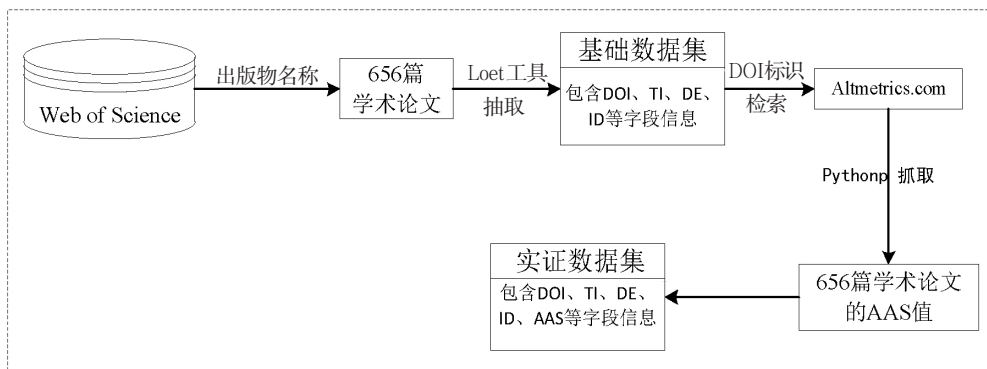 Web of Science
出版物名称
656篇
学术论文
Loet工具
抽取
基础数据集
包含DOI、TI、DE、
ID等字段信息
DOI标识
检索
Altmetrics.com
Pythonp 抓取
656篇学术论文
的AAS值
实证数据集
包含DOI、TI、DE、
ID、AAS等字段信息